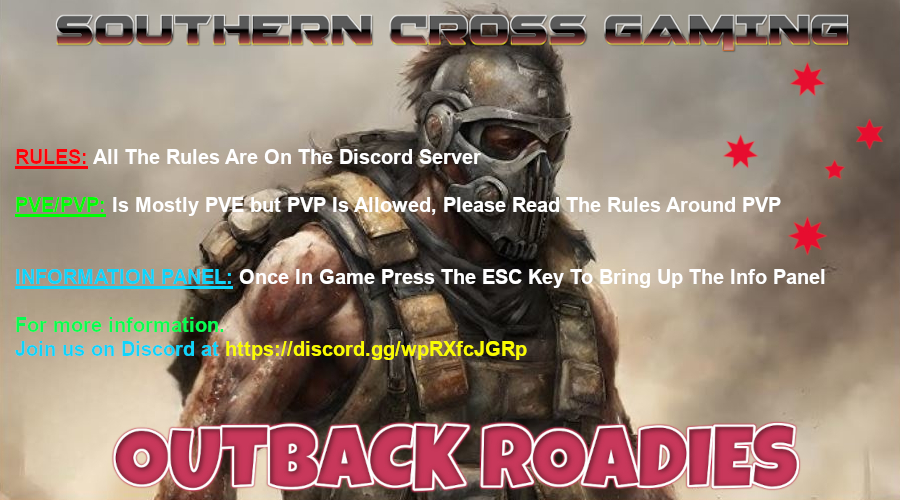 SOUTHERN CROSS GAMING
RULES: All The Rules Are On The Discord Server
PVE/PVP: Is Mostly PVE but PVP Is Allowed, Please Read The Rules Around PVP
INFORMATION PANEL: Once In Game Press The ESC Key To Bring Up The Info Panel
For more information.
Join us on Discord at https://discord.gg/wpRXfcJGRp
OUTBACK ROADIES